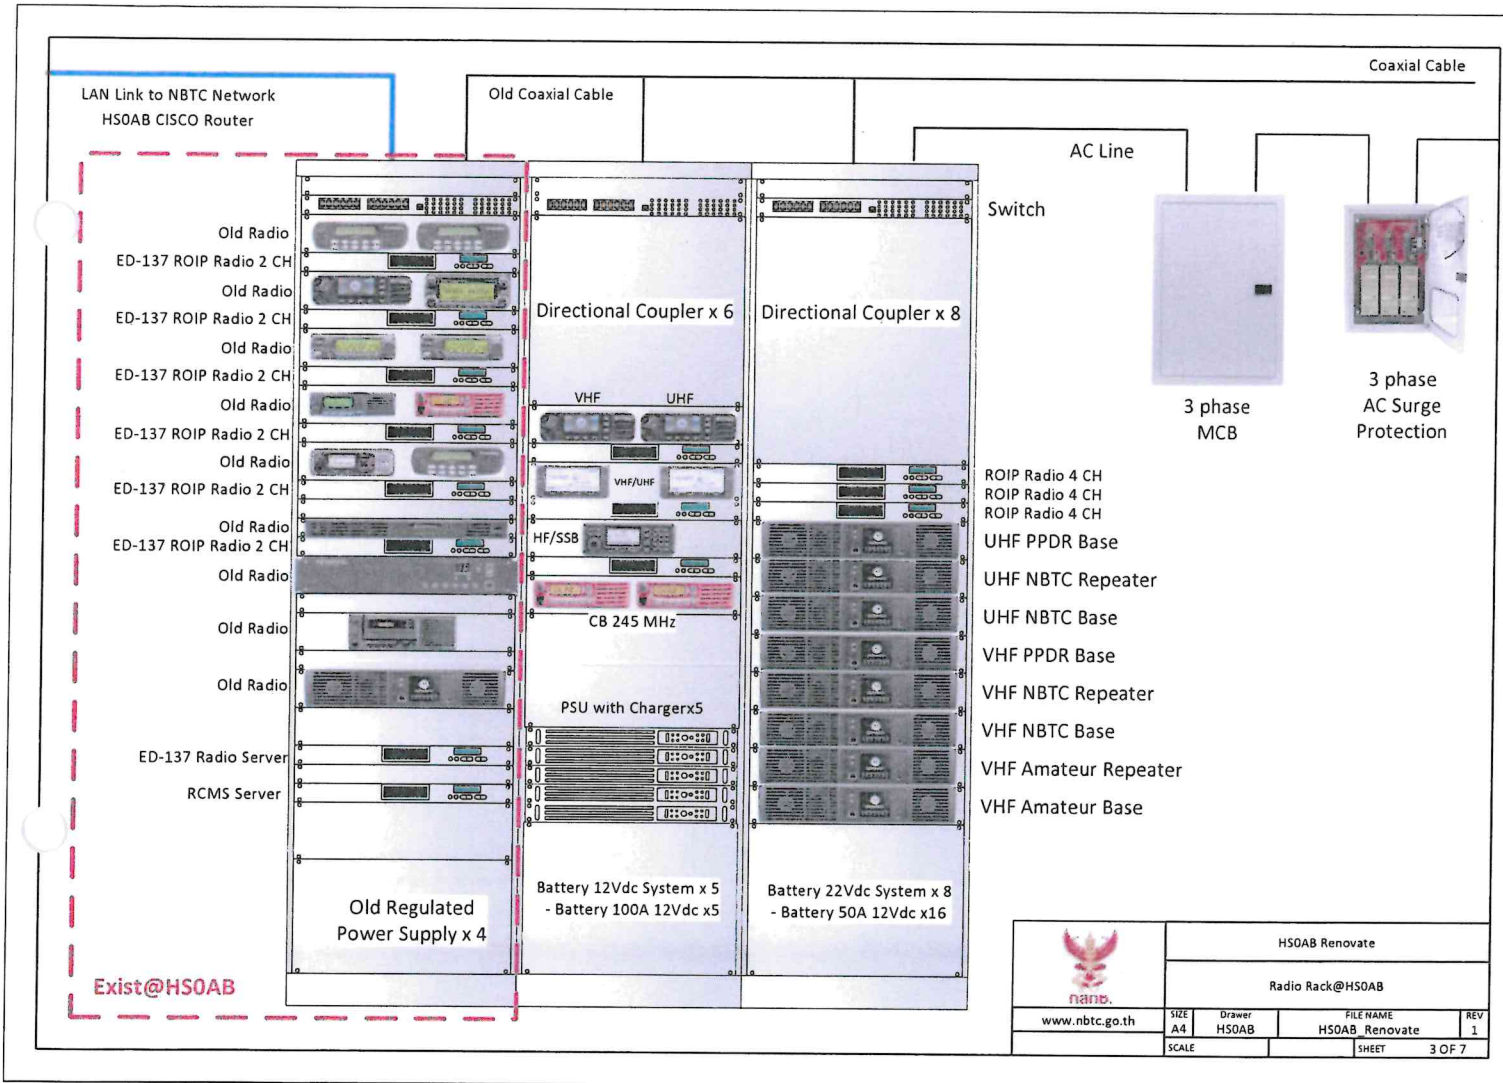 Coaxial Cable
LAN Link to NBTC Network
HS0AB CISCO Router
Old Coaxial Cable
AC Line
Switch
Old Radio
ED-137 ROIP Radio 2 CH
Old Radio
ED-137 ROIP Radio 2 CH
Old Radio
ED-137 ROIP Radio 2 CH
Old Radio
ED-137 ROIP Radio 2 CH
Old Radio
ED-137 ROIP Radio 2 CH
Old Radio
ED-137 ROIP Radio 2 CH
Old Radio
Old Radio
Old Radio
ED-137 Radio Server
RCMS Server
Old Regulated
Power Supply x 4
Exist@HS0AB
Directional Coupler x 6
VHF UHF
VHF/UHF
HF/SSB
CB 245 MHz
PSU with Chargerx5
Battery 12Vdc System x 5
- Battery 100A 12Vdc x5
Directional Coupler x 8
ROIP Radio 4 CH
ROIP Radio 4 CH
ROIP Radio 4 CH
UHF PPDR Base
UHF NBTC Repeater
UHF NBTC Base
VHF PPDR Base
VHF NBTC Repeater
VHF NBTC Base
VHF Amateur Repeater
VHF Amateur Base
Battery 22Vdc System x 8
- Battery 50A 12Vdc x16
3 phase
MCB
3 phase
AC Surge
Protection
กสทช.
www.nbtc.go.th
HS0AB Renovate
Radio Rack@HS0AB
SIZE Drawer FILE NAME REV
A4 HS0AB HS0AB_Renovate 1
SCALE SHEET 3 OF 7